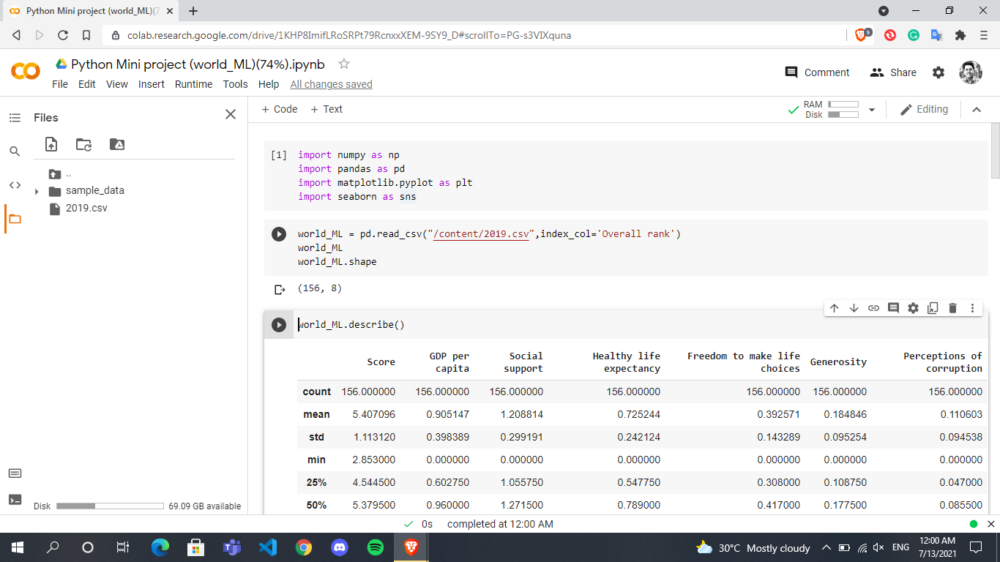 Python Mini project (world_ML)(7
colab.research.google.com/drive/1KHP8ImifLRoSRPt79RcnxxXEM-9SY9_D#scrollTo=PG-s3VIXquna
5
Python Mini project (world_ML)(74%).ipynb
File Edit View Insert Runtime Tools Help All changes saved
Comment Share
Files
+ Code + Text
RAM
Disk
Editing
..
sample_data
2019.csv
[1]
import numpy as np
import pandas as pd
import matplotlib.pyplot as plt
import seaborn as sns
world_ML = pd.read_csv("/content/2019.csv",index_col='Overall rank')
world_ML
world_ML.shape
(156, 8)
world_ML.describe()
Score GDP per capita Social support Healthy life expectancy Freedom to make life choices Generosity Perceptions of corruption
count 156.000000 156.000000 156.000000 156.000000 156.000000 156.000000 156.000000
mean 5.407096 0.905147 1.208814 0.725244 0.392571 0.184846 0.110603
std 1.113120 0.398389 0.299191 0.242124 0.143289 0.095254 0.094538
min 2.853000 0.000000 0.000000 0.000000 0.000000 0.000000 0.000000
25% 4.544500 0.602750 1.055750 0.547750 0.308000 0.108750 0.047000
50% 5.379500 0.960000 1.271500 0.789000 0.417000 0.177500 0.085500
Disk 69.09 GB available
0s completed at 12:00 AM
30°C Mostly cloudy
ENG
12:00 AM
7/13/2021